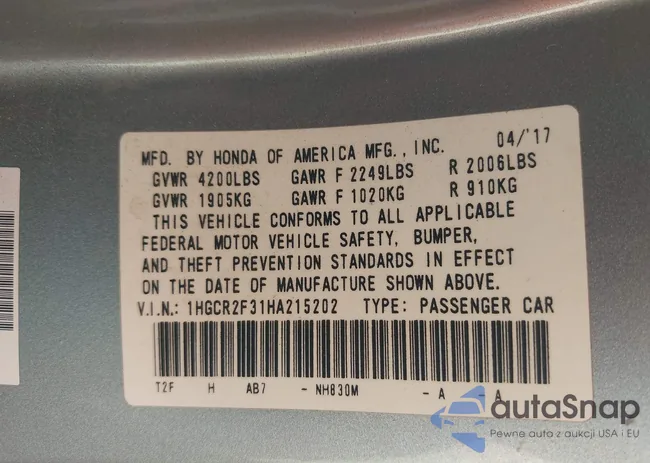 MFD. BY HONDA OF AMERICA MFG., INC. 04/'17
GVWR 4200LBS GAWR F 2249LBS R 2006LBS
GVWR 1905KG GAWR F 1020KG R 910KG
THIS VEHICLE CONFORMS TO ALL APPLICABLE
FEDERAL MOTOR VEHICLE SAFETY, BUMPER,
AND THEFT PREVENTION STANDARDS IN EFFECT
ON THE DATE OF MANUFACTURE SHOWN ABOVE.
V.I.N.: 1HGCR2F31HA215202 TYPE: PASSENGER CAR
T2F H AB7 - NH830M - A - A
autaSnap
Pewne auta z aukcji USA i EU